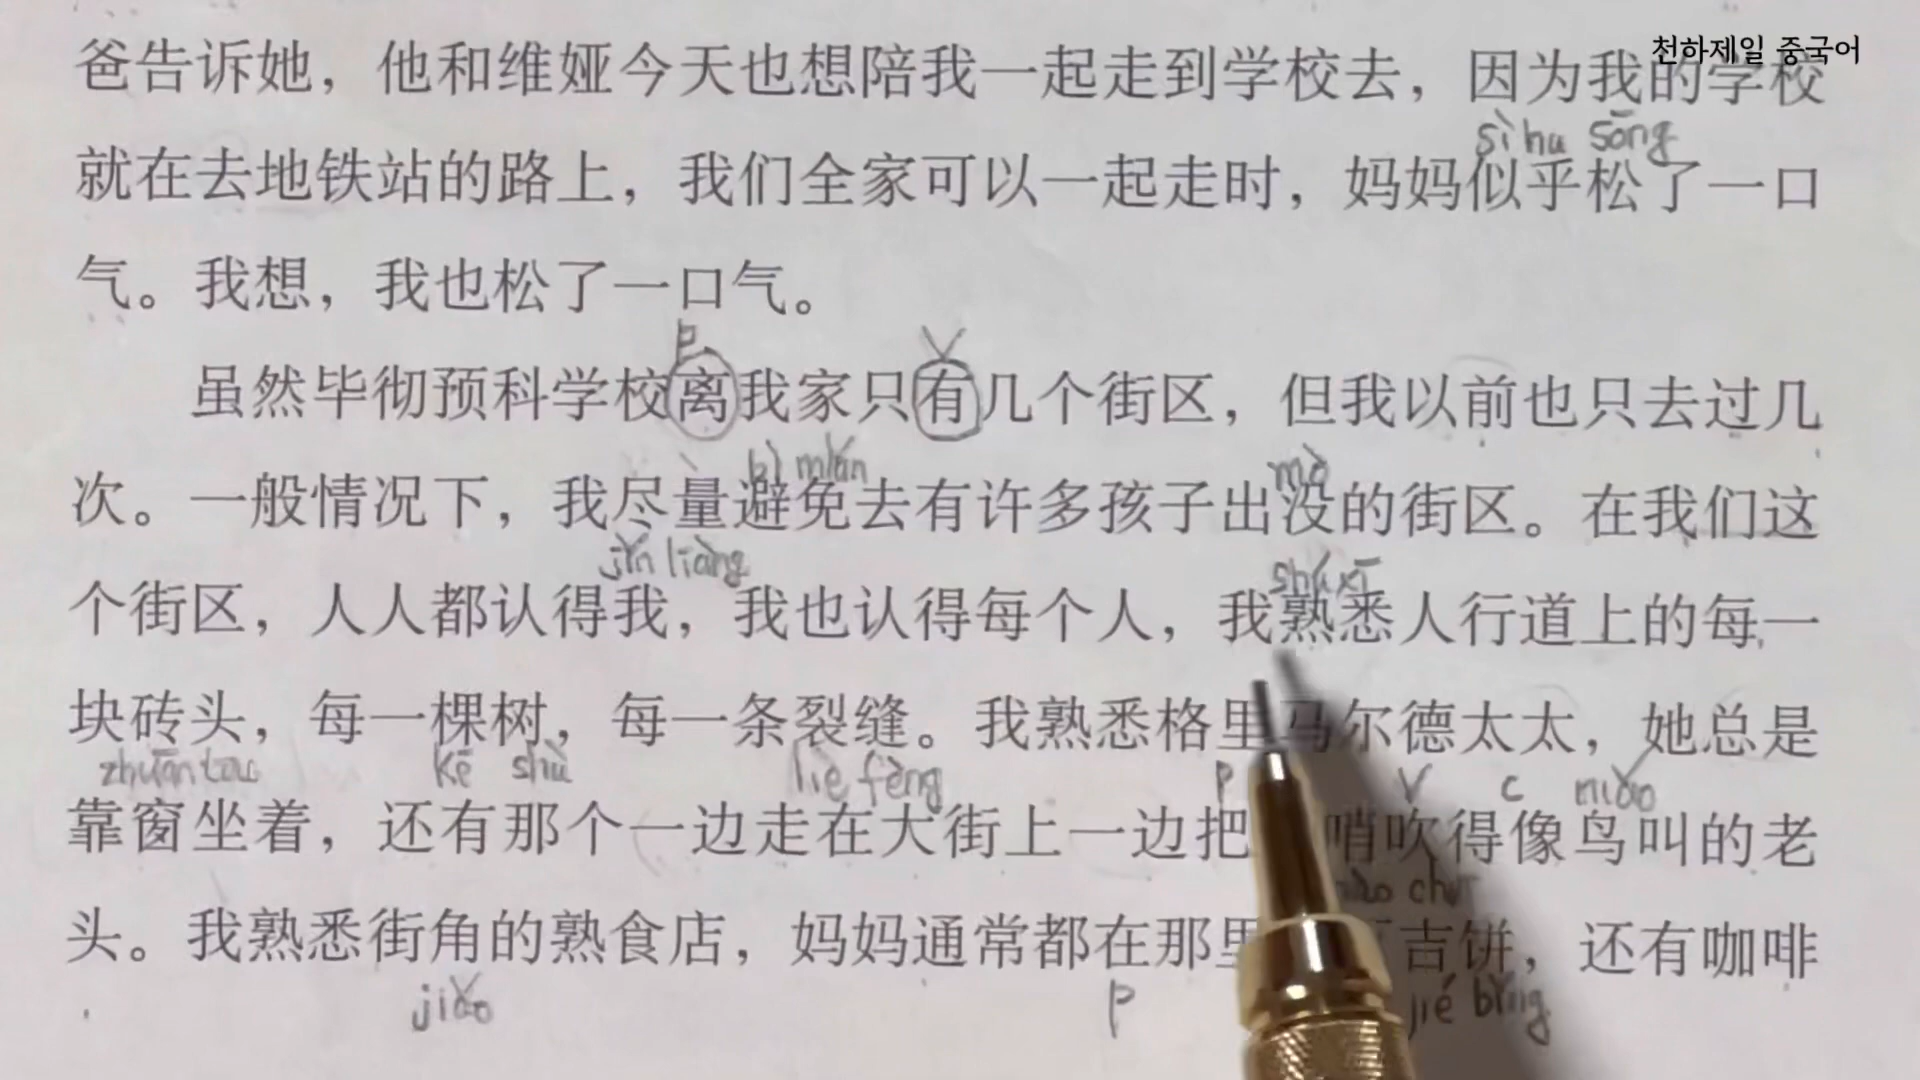 天하제일 중국어
爸告诉她，他和维娅今天也想陪我一起走到学校去，因为我的学校
sìhu sōng
就在去地铁站的路上，我们全家可以一起走时，妈妈似乎松了一口
气。我想，我也松了一口气。
P. V
虽然毕彻预科学校离我家只有几个街区，但我以前也只去过几
bì miǎn mò
次。一般情况下，我尽量避免去有许多孩子出没的街区。在我们这
jǐn liàng shúxī
个街区，人人都认得我，我也认得每个人，我熟悉人行道上的每一
块砖头，每一棵树，每一条裂缝。我熟悉格里马尔德太太，她总是
zhuāntou kē shù liè fèng P V C niǎo
靠窗坐着，还有那个一边走在大街上一边把 哨吹得像鸟叫的老
头。我熟悉街角的熟食店，妈妈通常都在那里 吉饼，还有咖啡
jiǎo P jié bǐng